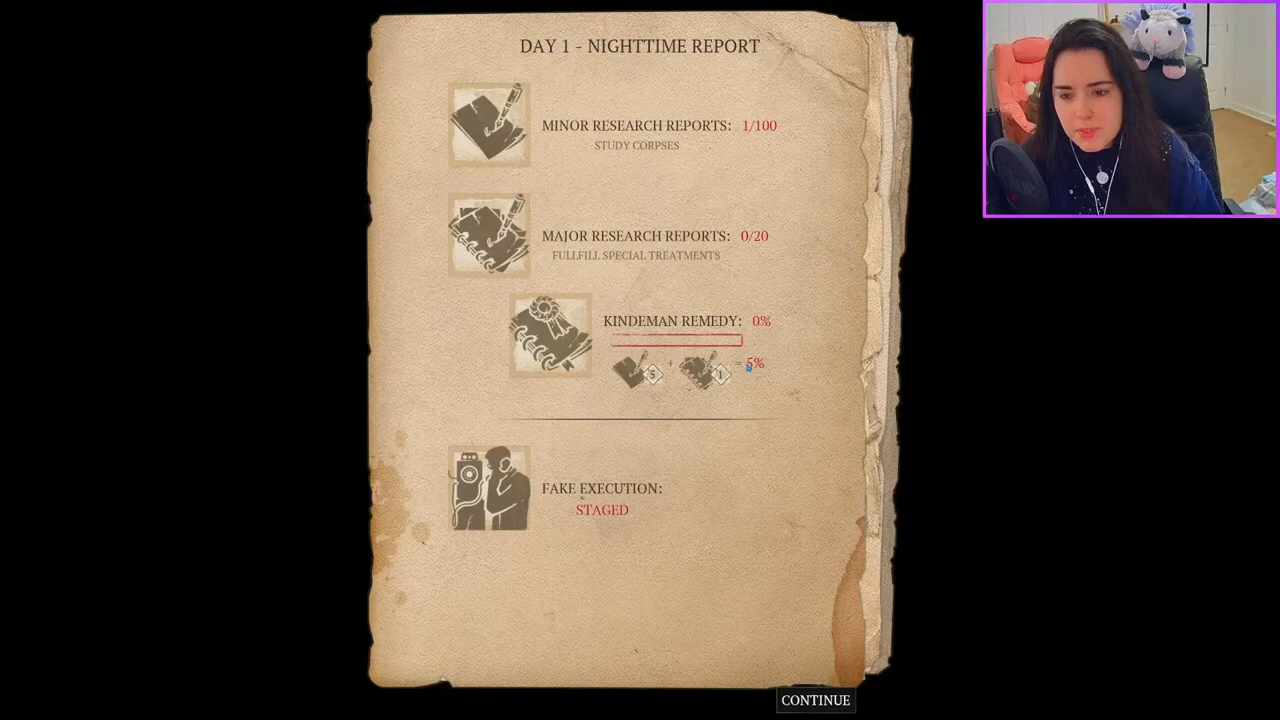 DAY 1 - NIGHTTIME REPORT
MINOR RESEARCH REPORTS: 1/100
STUDY CORPSES
MAJOR RESEARCH REPORTS: 0/20
FULLFILL SPECIAL TREATMENTS
KINDEMAN REMEDY: 0%
5 + 1 = 5%
FAKE EXECUTION:
STAGED
CONTINUE